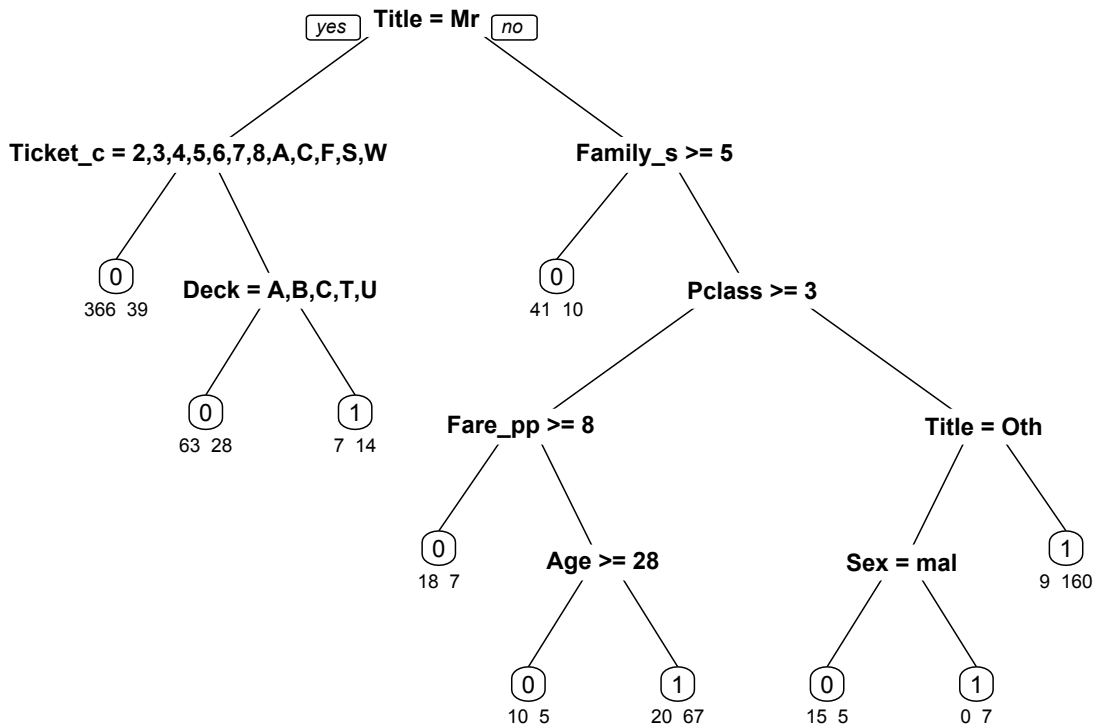 yes Title = Mr no
Ticket_c = 2,3,4,5,6,7,8,A,C,F,S,W Family_s >= 5
0 0
366 39 Deck = A,B,C,T,U 41 10 Pclass >= 3
0 1 Fare_pp >= 8 Title = Oth
63 28 7 14
0 Age >= 28 Sex = mal 1
18 7 9 160
0 1 0 1
10 5 20 67 15 5 0 7